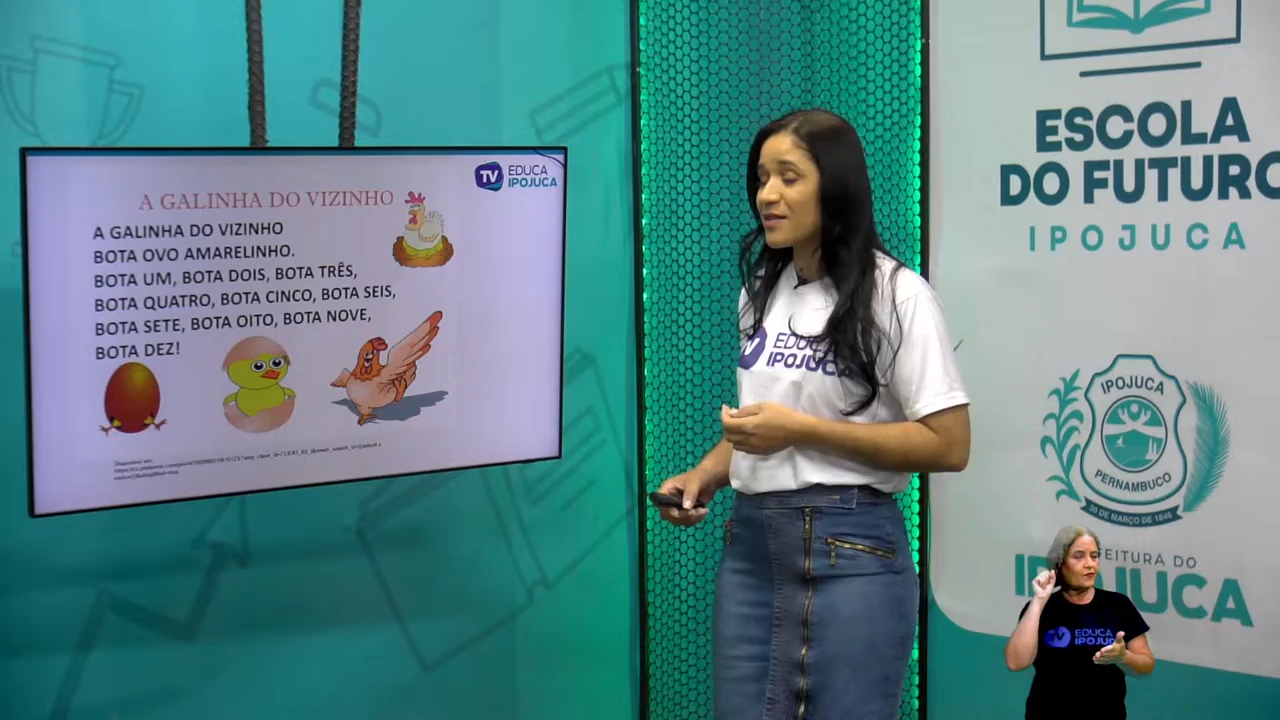 TV EDUCA
IPOJUCA
A GALINHA DO VIZINHO
A GALINHA DO VIZINHO
BOTA OVO AMARELINHO.
BOTA UM, BOTA DOIS, BOTA TRÊS,
BOTA QUATRO, BOTA CINCO, BOTA SEIS,
BOTA SETE, BOTA OITO, BOTA NOVE,
BOTA DEZ!
EDUCA
IPOJUCA
ESCOLA
DO FUTURO
IPOJUCA
IPOJUCA
PERNAMBUCO
30 DE MARÇO DE 1846
DO
IPOJUCA
TV EDUCA